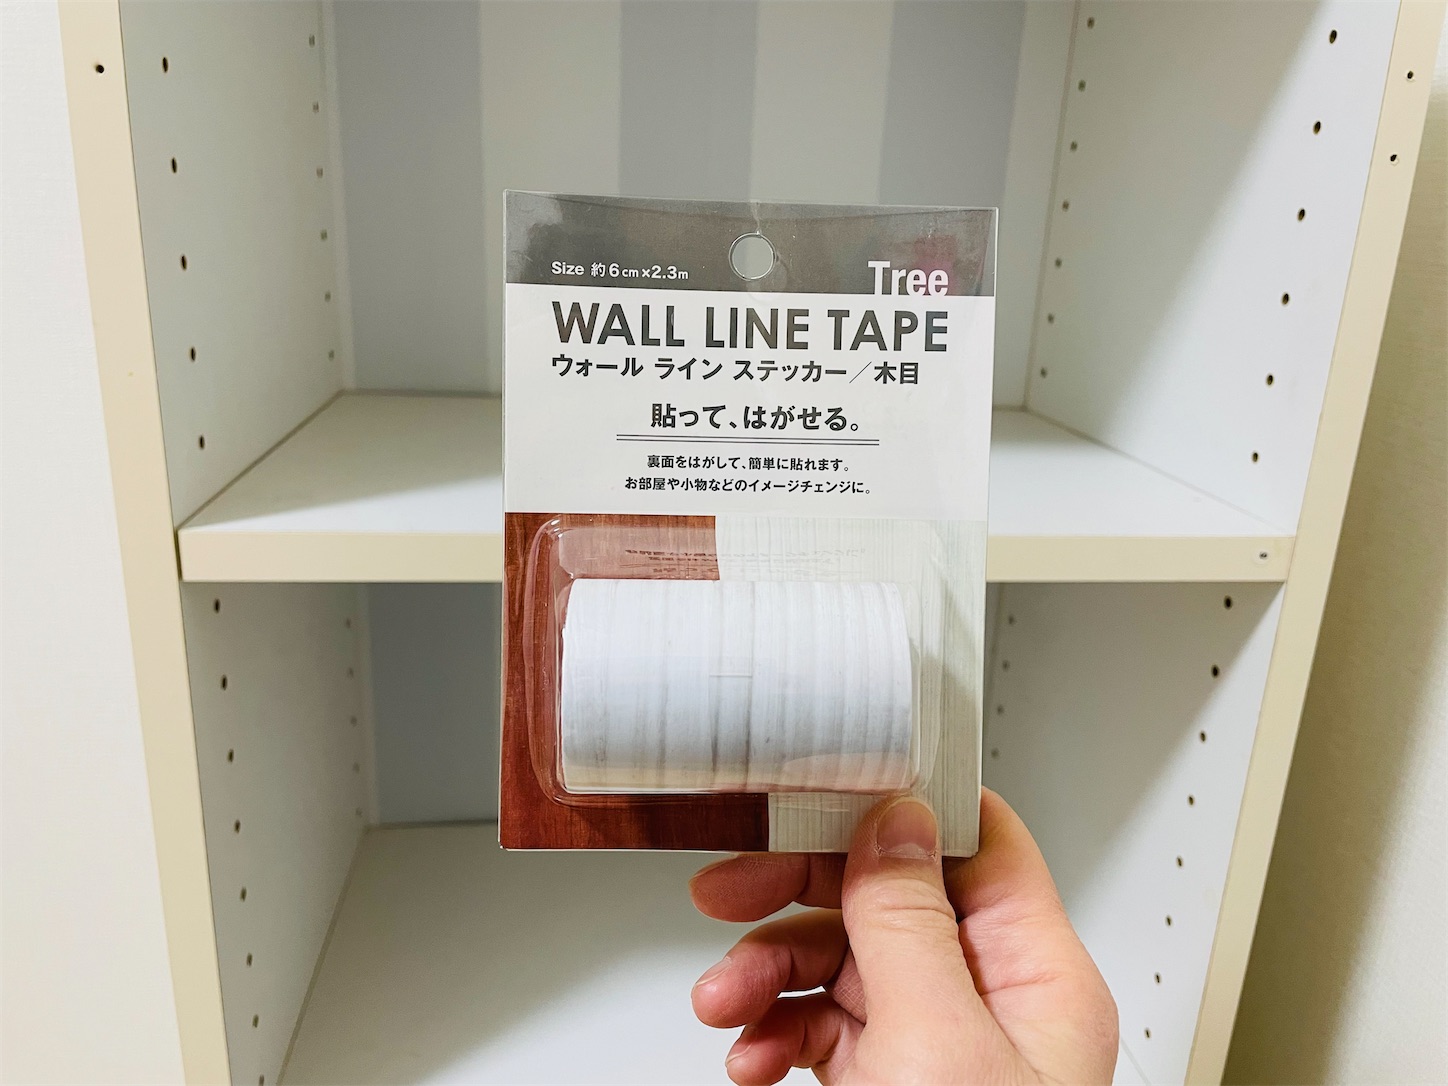 Size 約6cm×2.3m
Tree
WALL LINE TAPE
ウォール ライン ステッカー／木目
貼って、はがせる。
裏面をはがして、簡単に貼れます。
お部屋や小物などのイメージチェンジに。